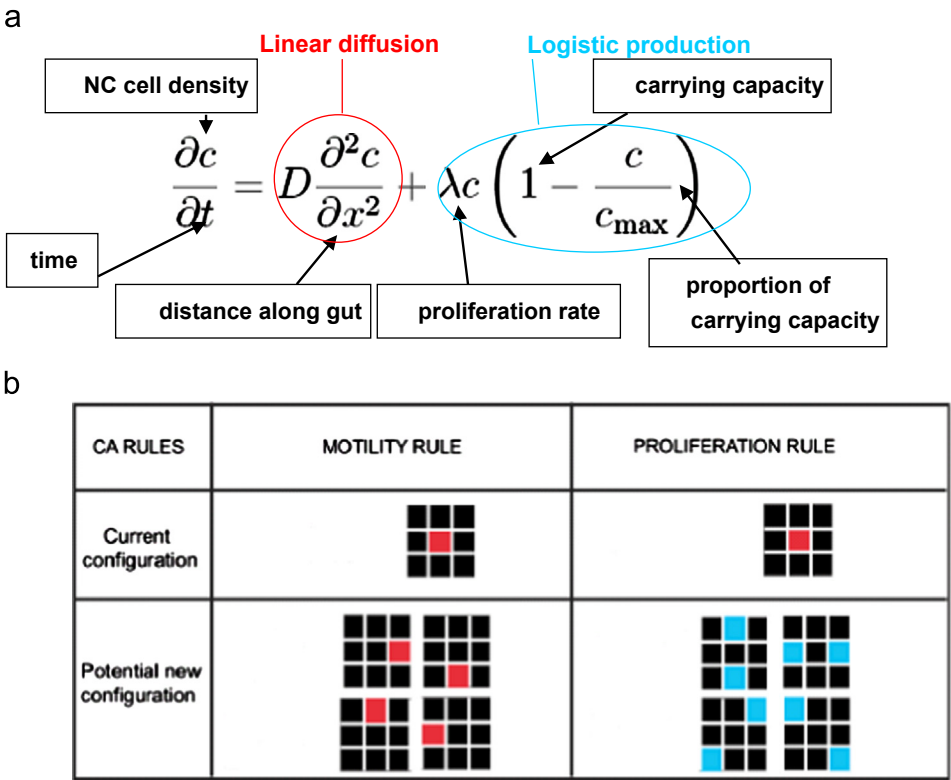 a
Linear diffusion
Logistic production
NC cell density
carrying capacity
∂c/∂t = D ∂²c/∂x² + λc (1 − c/c_max)
time
distance along gut
proliferation rate
proportion of
carrying capacity
b
CA RULES
MOTILITY RULE
PROLIFERATION RULE
Current
configuration
Potential new
configuration